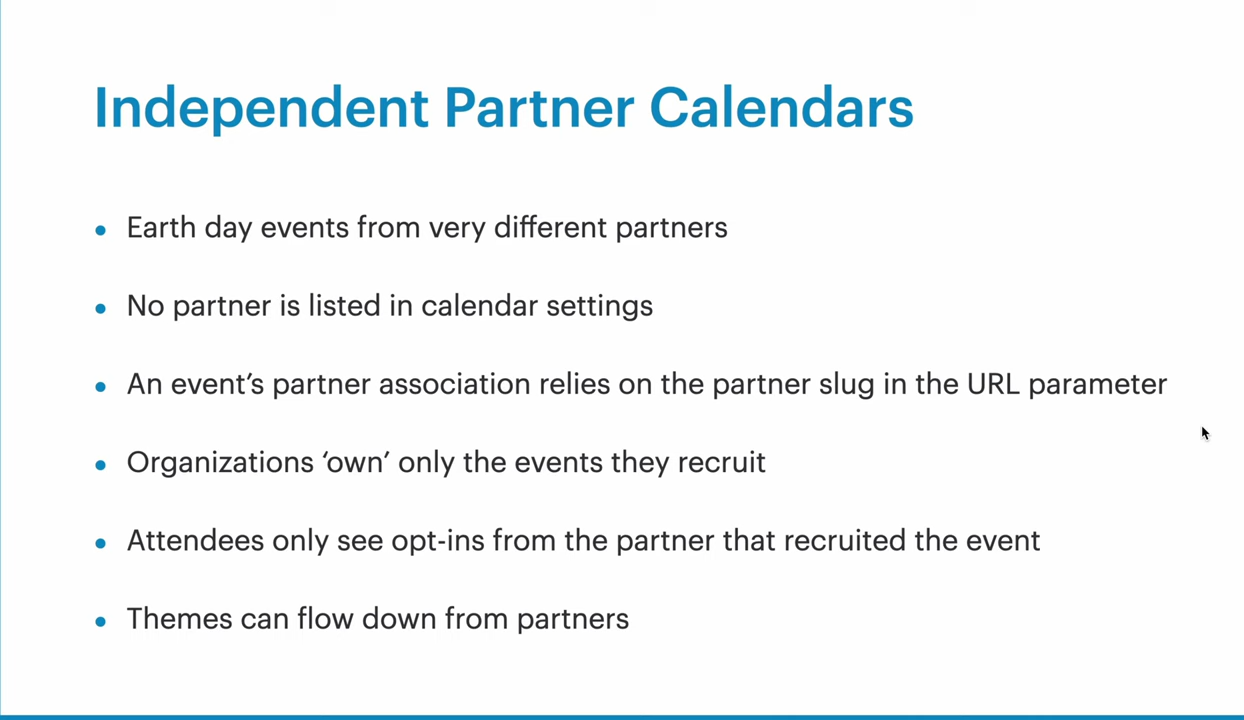 Independent Partner Calendars
• Earth day events from very different partners
• No partner is listed in calendar settings
• An event’s partner association relies on the partner slug in the URL parameter
• Organizations ‘own’ only the events they recruit
• Attendees only see opt-ins from the partner that recruited the event
• Themes can flow down from partners